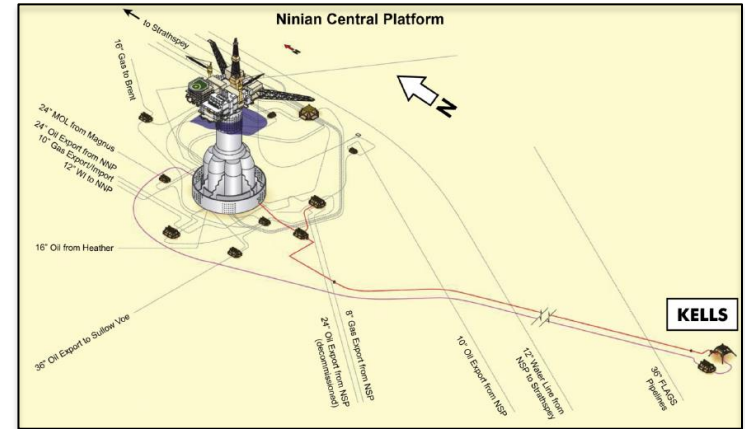 Ninian Central Platform
to Strathspey
16" Gas to Brent
N
24" MOL from Magnus
24" Oil Export from NNP
10" Gas Export/Import
12" WI to NNP
16" Oil from Heather
36" Oil Export to Sullow Voe
8" Gas Export from NSP
24" Oil Export from NSP
(decommissioned)
10" Oil Export from NSP
12" Water Line from
NSP to Strathspey
36" FLAGS
Pipelines
KELLS